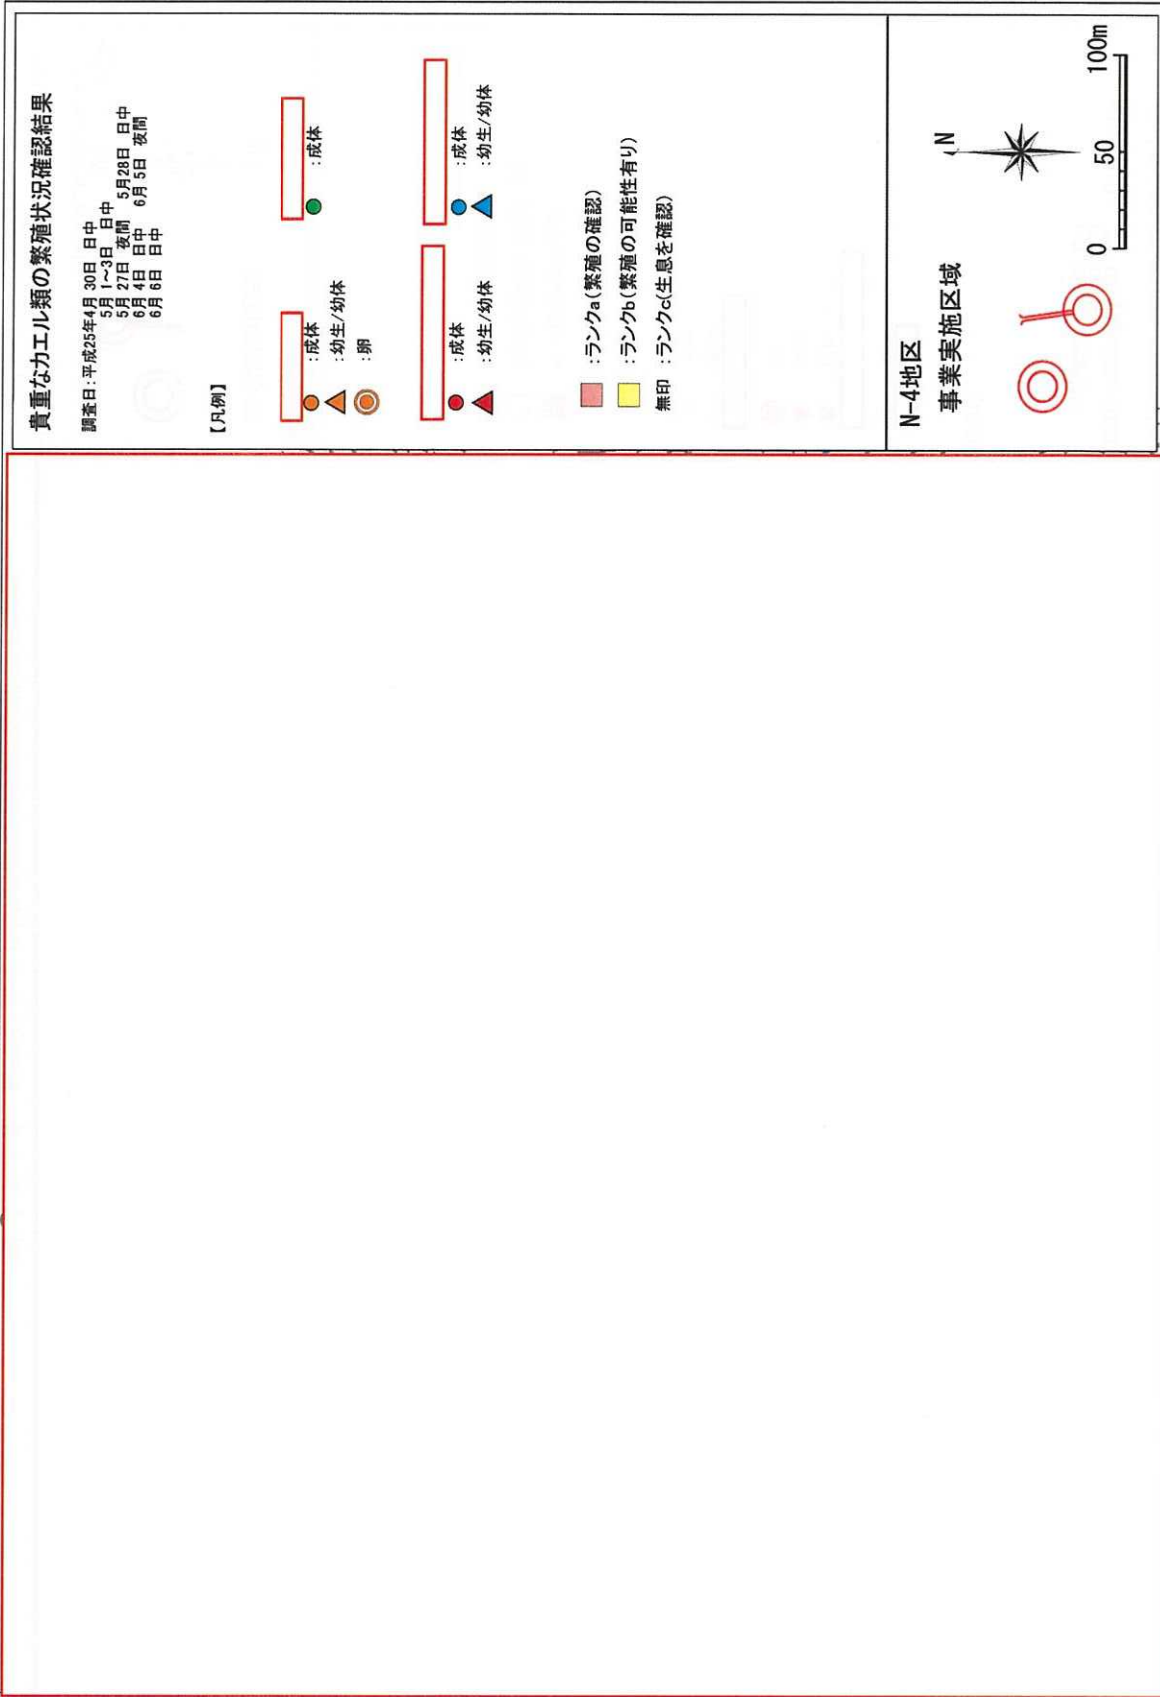 貴重なカエル類の繁殖状況確認結果
調査日:平成25年4月 30日 日中
5月 1~3日 日中
5月 27日 夜間 5月28日 日中
6月 4日 日中 6月 5日 夜間
6月 6日 日中
【凡例】
:成体
:幼生/幼体
:卵
:成体
:成体
:幼生/幼体
:成体
:幼生/幼体
:ランクa(繁殖の確認)
:ランクb(繁殖の可能性有り)
無印 :ランクc(生息を確認)
N-4地区
事業実施区域
N
0 50 100m